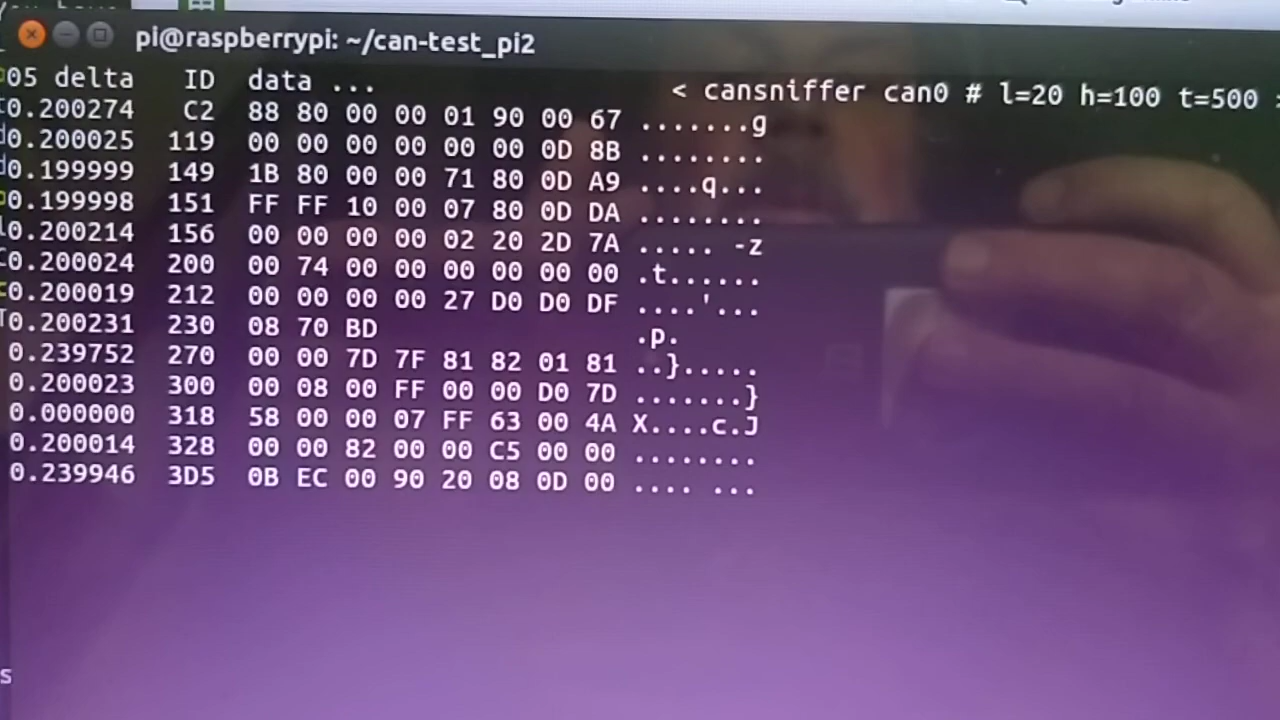 pi@raspberrypi: ~/can-test_pi2
05 delta ID data ... < cansniffer can0 # l=20 h=100 t=500
0.200274 C2 88 80 00 00 01 90 00 67 .......g
0.200025 119 00 00 00 00 00 00 0D 8B ........
0.199999 149 1B 80 00 00 71 80 0D A9 ....q...
0.199998 151 FF FF 10 00 07 80 0D DA ........
0.200214 156 00 00 00 00 02 20 2D 7A ..... -z
0.200024 200 00 74 00 00 00 00 00 00 .t......
0.200019 212 00 00 00 00 27 D0 D0 DF ....'...
0.200231 230 08 70 BD .p.
0.239752 270 00 00 7D 7F 81 82 01 81 ..}.....
0.200023 300 00 08 00 FF 00 00 D0 7D .......}
0.000000 318 58 00 00 07 FF 63 00 4A X....c.J
0.200014 328 00 00 82 00 00 C5 00 00 ........
0.239946 3D5 0B EC 00 90 20 08 0D 00 .... ...
s